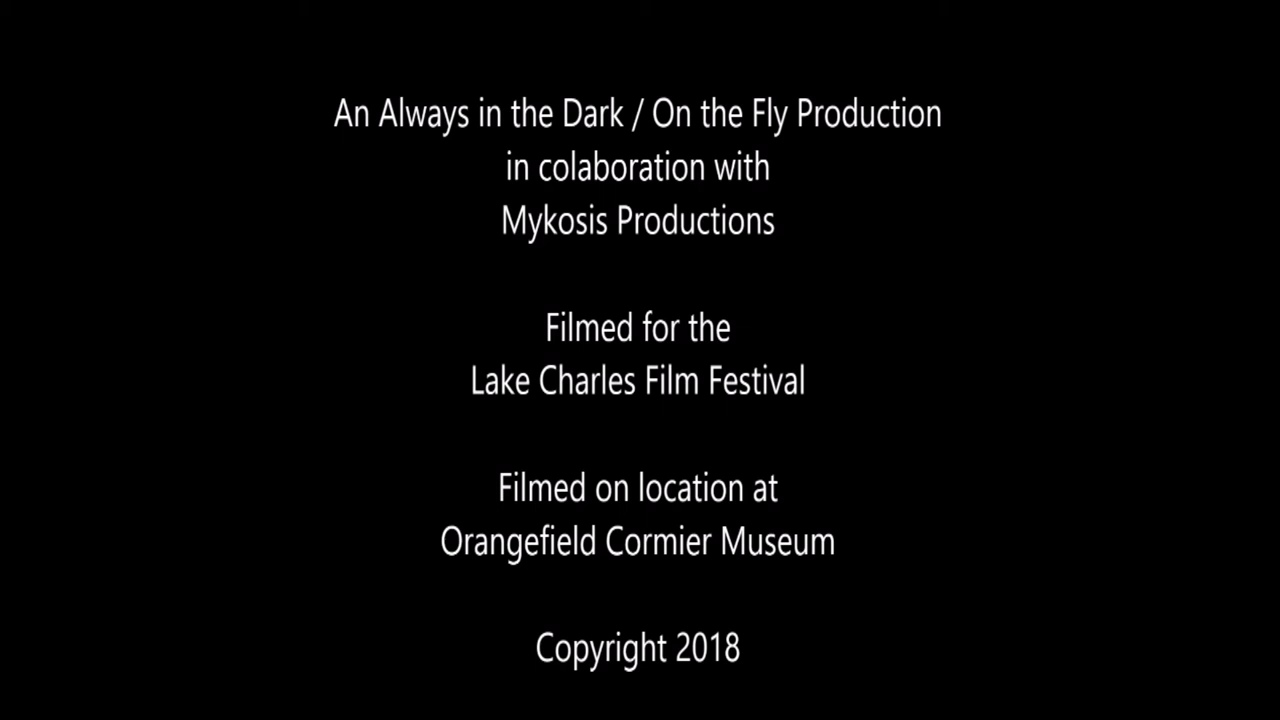 An Always in the Dark / On the Fly Production
in colaboration with
Mykosis Productions
Filmed for the
Lake Charles Film Festival
Filmed on location at
Orangefield Cormier Museum
Copyright 2018